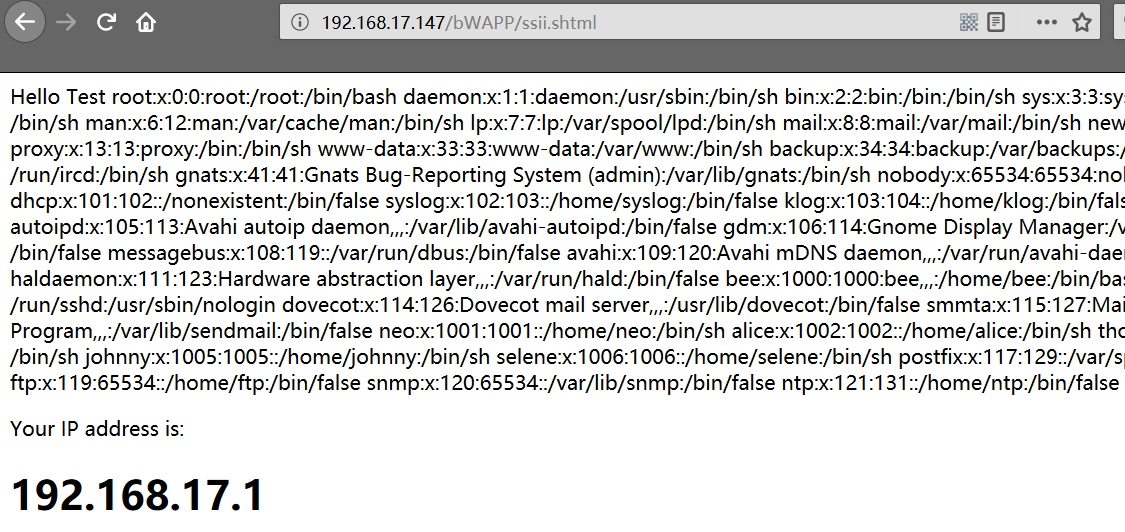 192.168.17.147/bWAPP/ssii.shtml
Hello Test root:x:0:0:root:/root:/bin/bash daemon:x:1:1:daemon:/usr/sbin:/bin/sh bin:x:2:2:bin:/bin:/bin/sh sys:x:3:3:sys
/bin/sh man:x:6:12:man:/var/cache/man:/bin/sh lp:x:7:7:lp:/var/spool/lpd:/bin/sh mail:x:8:8:mail:/var/mail:/bin/sh new
proxy:x:13:13:proxy:/bin:/bin/sh www-data:x:33:33:www-data:/var/www:/bin/sh backup:x:34:34:backup:/var/backups:/
/run/ircd:/bin/sh gnats:x:41:41:Gnats Bug-Reporting System (admin):/var/lib/gnats:/bin/sh nobody:x:65534:65534:nol
dhcp:x:101:102::/nonexistent:/bin/false syslog:x:102:103::/home/syslog:/bin/false klog:x:103:104::/home/klog:/bin/fals
autoipd:x:105:113:Avahi autoip daemon,,,:/var/lib/avahi-autoipd:/bin/false gdm:x:106:114:Gnome Display Manager:/v
/bin/false messagebus:x:108:119::/var/run/dbus:/bin/false avahi:x:109:120:Avahi mDNS daemon,,,:/var/run/avahi-daem
haldaemon:x:111:123:Hardware abstraction layer,,,:/var/run/hald:/bin/false bee:x:1000:1000:bee,,,:/home/bee:/bin/bas
/run/sshd:/usr/sbin/nologin dovecot:x:114:126:Dovecot mail server,,,:/usr/lib/dovecot:/bin/false smmta:x:115:127:Mai
Program,,,:/var/lib/sendmail:/bin/false neo:x:1001:1001::/home/neo:/bin/sh alice:x:1002:1002::/home/alice:/bin/sh tho
/bin/sh johnny:x:1005:1005::/home/johnny:/bin/sh selene:x:1006:1006::/home/selene:/bin/sh postfix:x:117:129::/var/sp
ftp:x:119:65534::/home/ftp:/bin/false snmp:x:120:65534::/var/lib/snmp:/bin/false ntp:x:121:131::/home/ntp:/bin/false
Your IP address is:
192.168.17.1